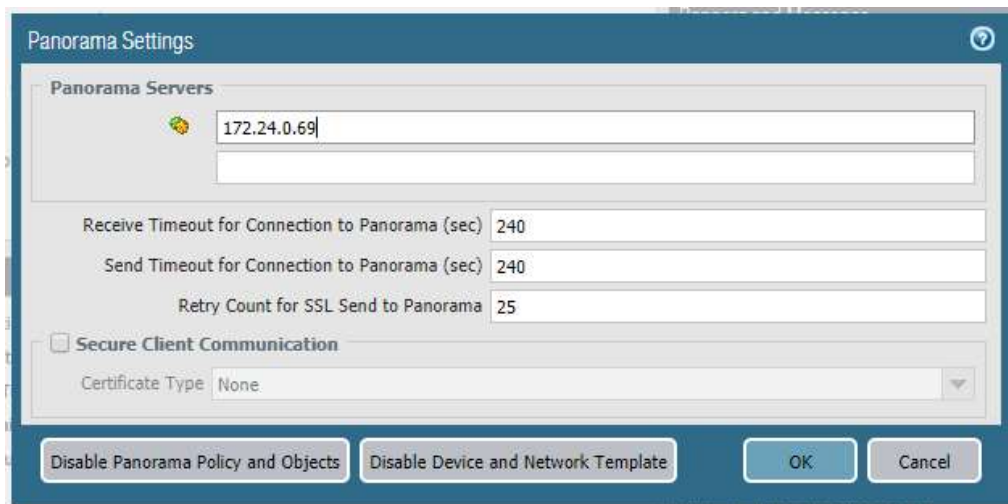 Panorama Settings
Panorama Servers
172.24.0.69
Receive Timeout for Connection to Panorama (sec) 240
Send Timeout for Connection to Panorama (sec) 240
Retry Count for SSL Send to Panorama 25
Secure Client Communication
Certificate Type None
Disable Panorama Policy and Objects Disable Device and Network Template OK Cancel